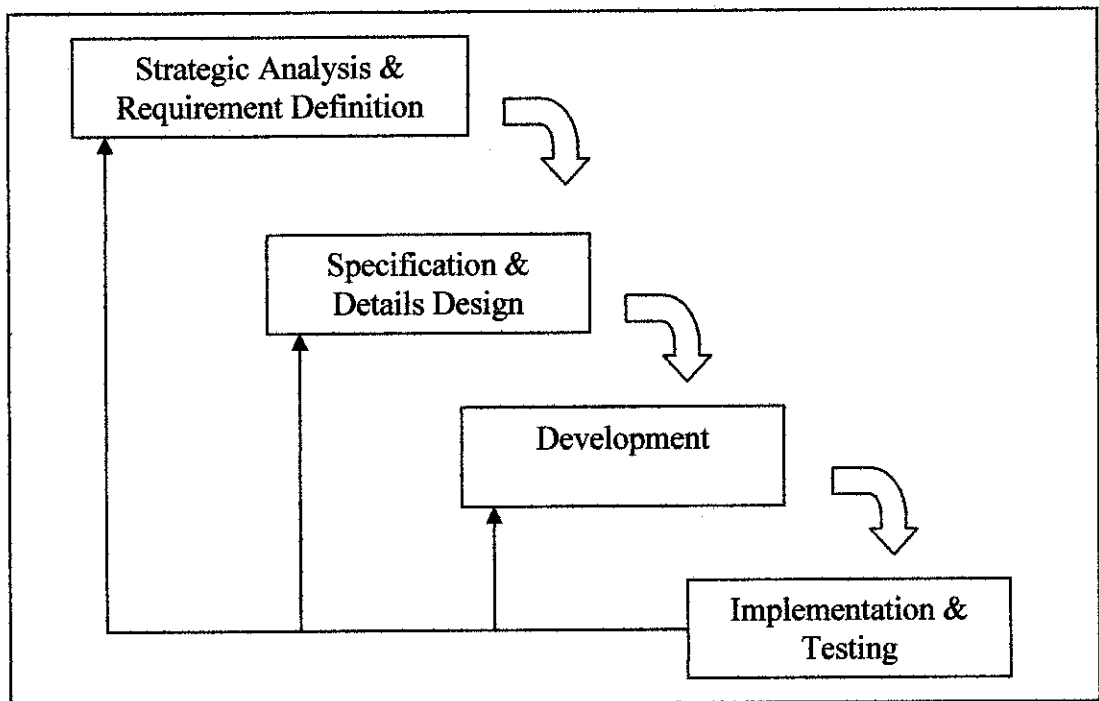 Strategic Analysis &
Requirement Definition
Specification &
Details Design
Development
Implementation &
Testing